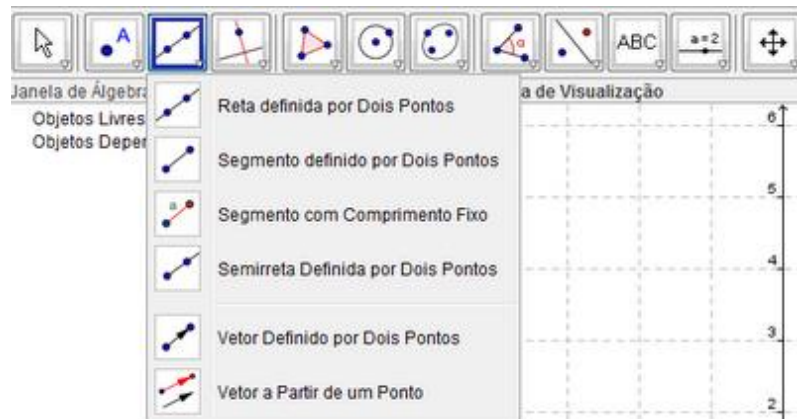 A
α
ABC
a=2
Janela de Álgebr
a de Visualização
Objetos Livres
Objetos Deper
Reta definida por Dois Pontos
Segmento definido por Dois Pontos
a
Segmento com Comprimento Fixo
Semirreta Definida por Dois Pontos
Vetor Definido por Dois Pontos
Vetor a Partir de um Ponto
6
5
4
3
2